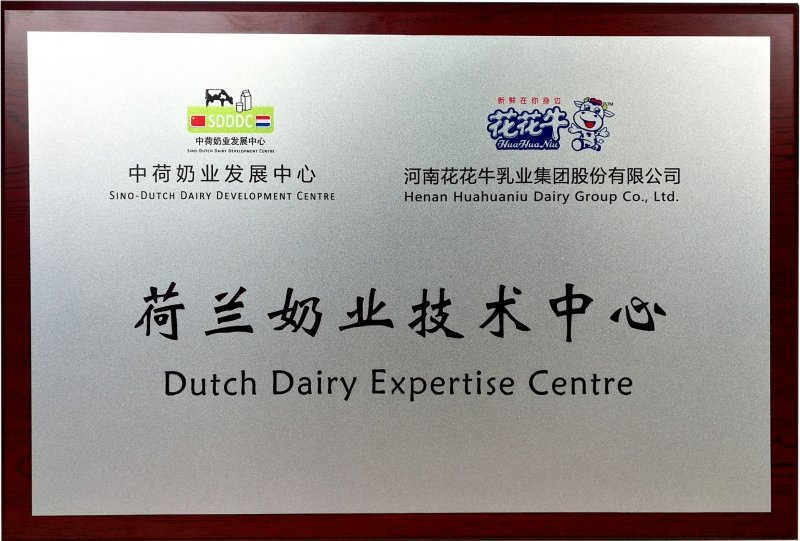 SDDDC
中荷奶业发展中心
SINO-DUTCH DAIRY DEVELOPMENT CENTRE
中荷奶业发展中心
SINO-DUTCH DAIRY DEVELOPMENT CENTRE
新鲜在你身边
花花牛
HuaHuaNiu
TM
河南花花牛乳业集团股份有限公司
Henan Huahuaniu Dairy Group Co., Ltd.
荷兰奶业技术中心
Dutch Dairy Expertise Centre